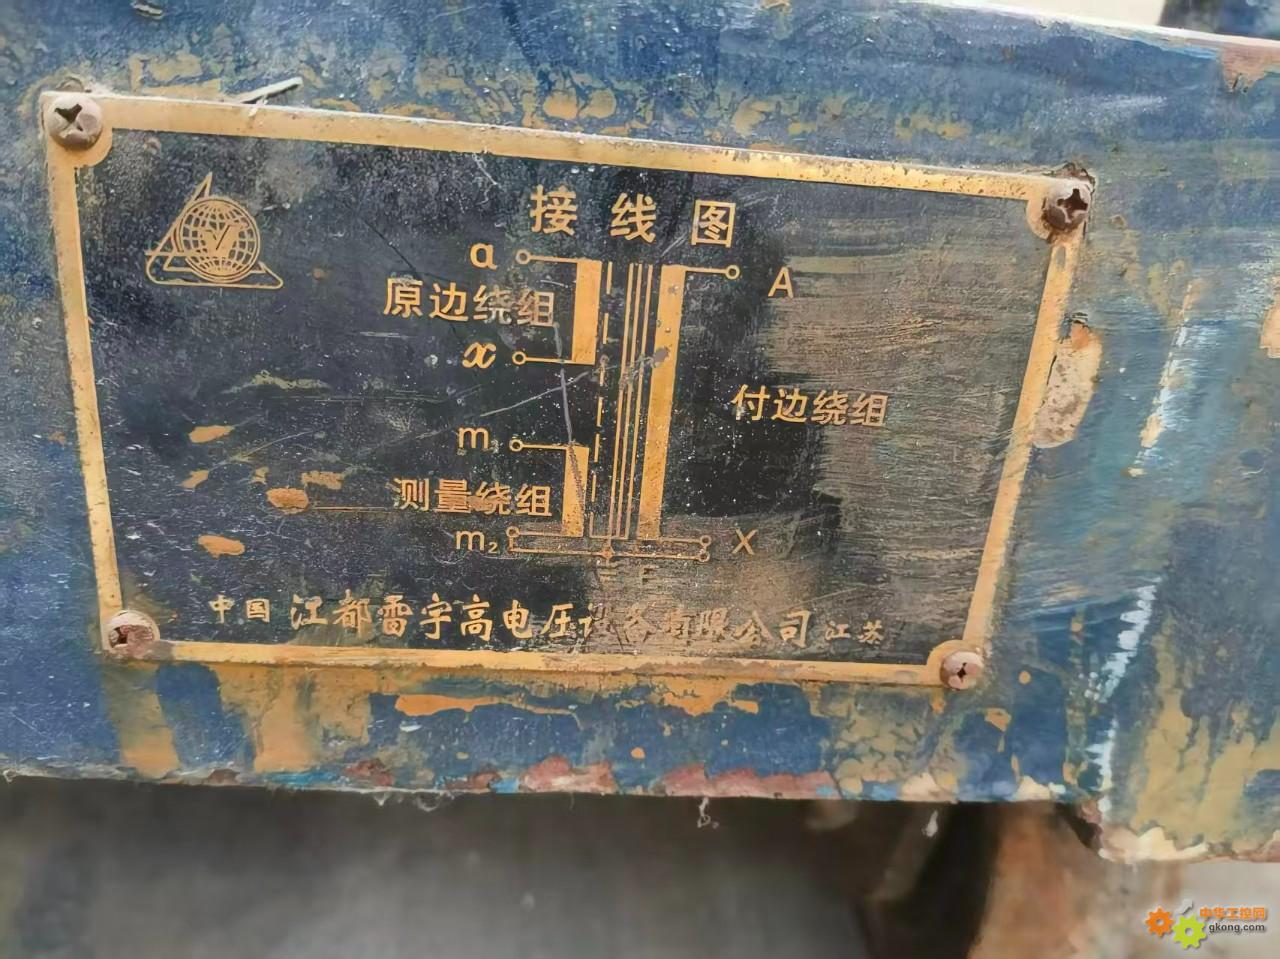 接线图
a
A
原边绕组
x
付边绕组
m₁
测量绕组
m₂
X
E
中国 江都雷宇高电压设备有限公司 江苏
中华工控网
gkong.com